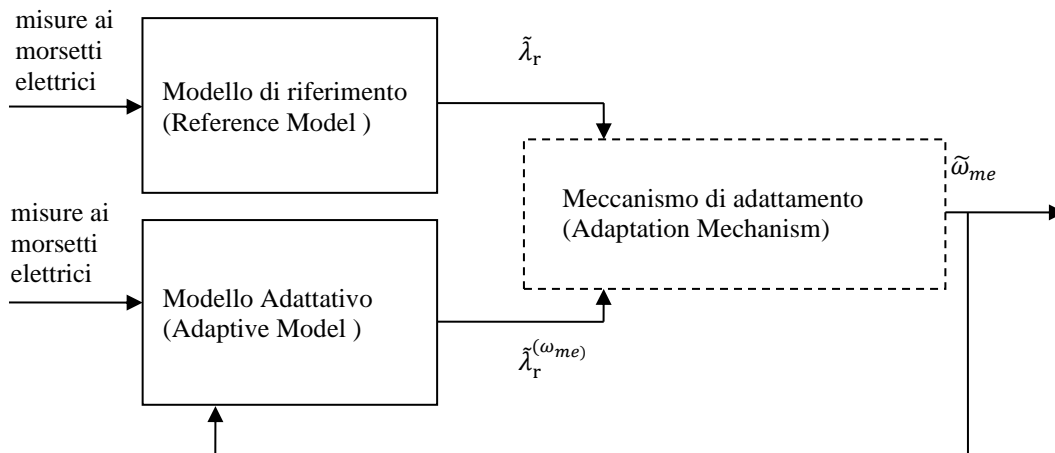 misure ai
morsetti
elettrici
Modello di riferimento
(Reference Model )
λ̃r
Meccanismo di adattamento
(Adaptation Mechanism)
ω̃me
misure ai
morsetti
elettrici
Modello Adattativo
(Adaptive Model )
λ̃r(ωme)